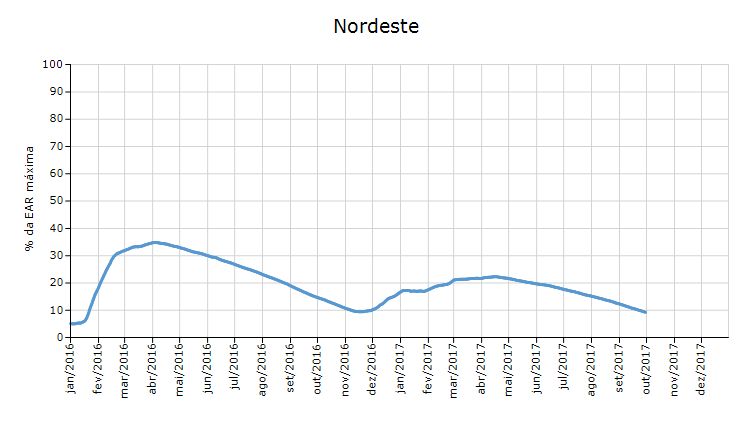 Nordeste
% da EAR máxima
100
90
80
70
60
50
40
30
20
10
0
jan/2016
fev/2016
mar/2016
abr/2016
mai/2016
jun/2016
jul/2016
ago/2016
set/2016
out/2016
nov/2016
dez/2016
jan/2017
fev/2017
mar/2017
abr/2017
mai/2017
jun/2017
jul/2017
ago/2017
set/2017
out/2017
nov/2017
dez/2017